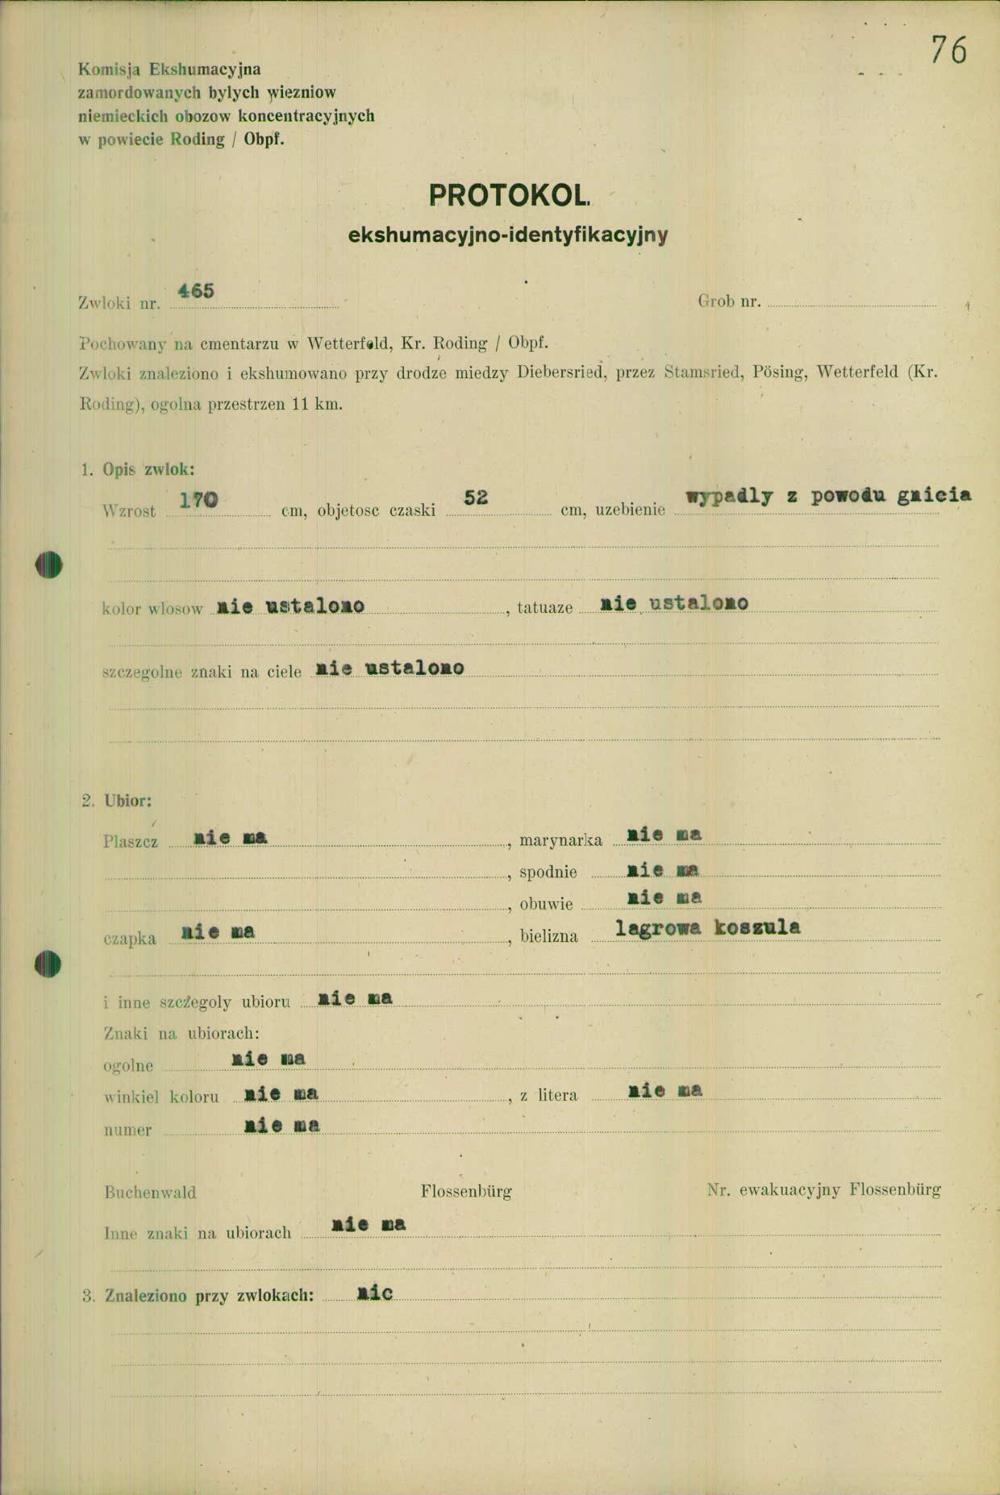 76
Komisja Ekshumacyjna
zamordowanych bylych wiezniow
niemieckich obozow koncentracyjnych
w powiecie Roding / Obpf.
PROTOKOL
ekshumacyjno-identyfikacyjny
Zwloki nr. 465 Grob nr.
Pochowany na cmentarzu w Wetterfeld, Kr. Roding / Obpf.
Zwloki znaleziono i ekshumowano przy drodze miedzy Diebersried, przez Stamsried, Pösing, Wetterfeld (Kr.
Roding), ogolna przestrzen 11 km.
1. Opis zwlok:
Wzrost 170 cm, objetosc czaski 52 cm, uzebienie wypadly z powodu gnicia
kolor wlosow nie ustalono, tatuaze nie ustalono
szczegolne znaki na ciele nie ustalono
2. Ubior:
Plaszcz nie ma, marynarka nie ma
, spodnie nie ma
, obuwie nie ma
czapka nie ma, bielizna lagrowa koszula
i inne szczegoly ubioru nie ma
Znaki na ubiorach:
ogolne nie ma
winkiel koloru nie ma, z litera nie ma
numer nie ma
Buchenwald Flossenbürg Nr. ewakuacyjny Flossenbürg
Inne znaki na ubiorach nie ma
3. Znaleziono przy zwlokach: nic